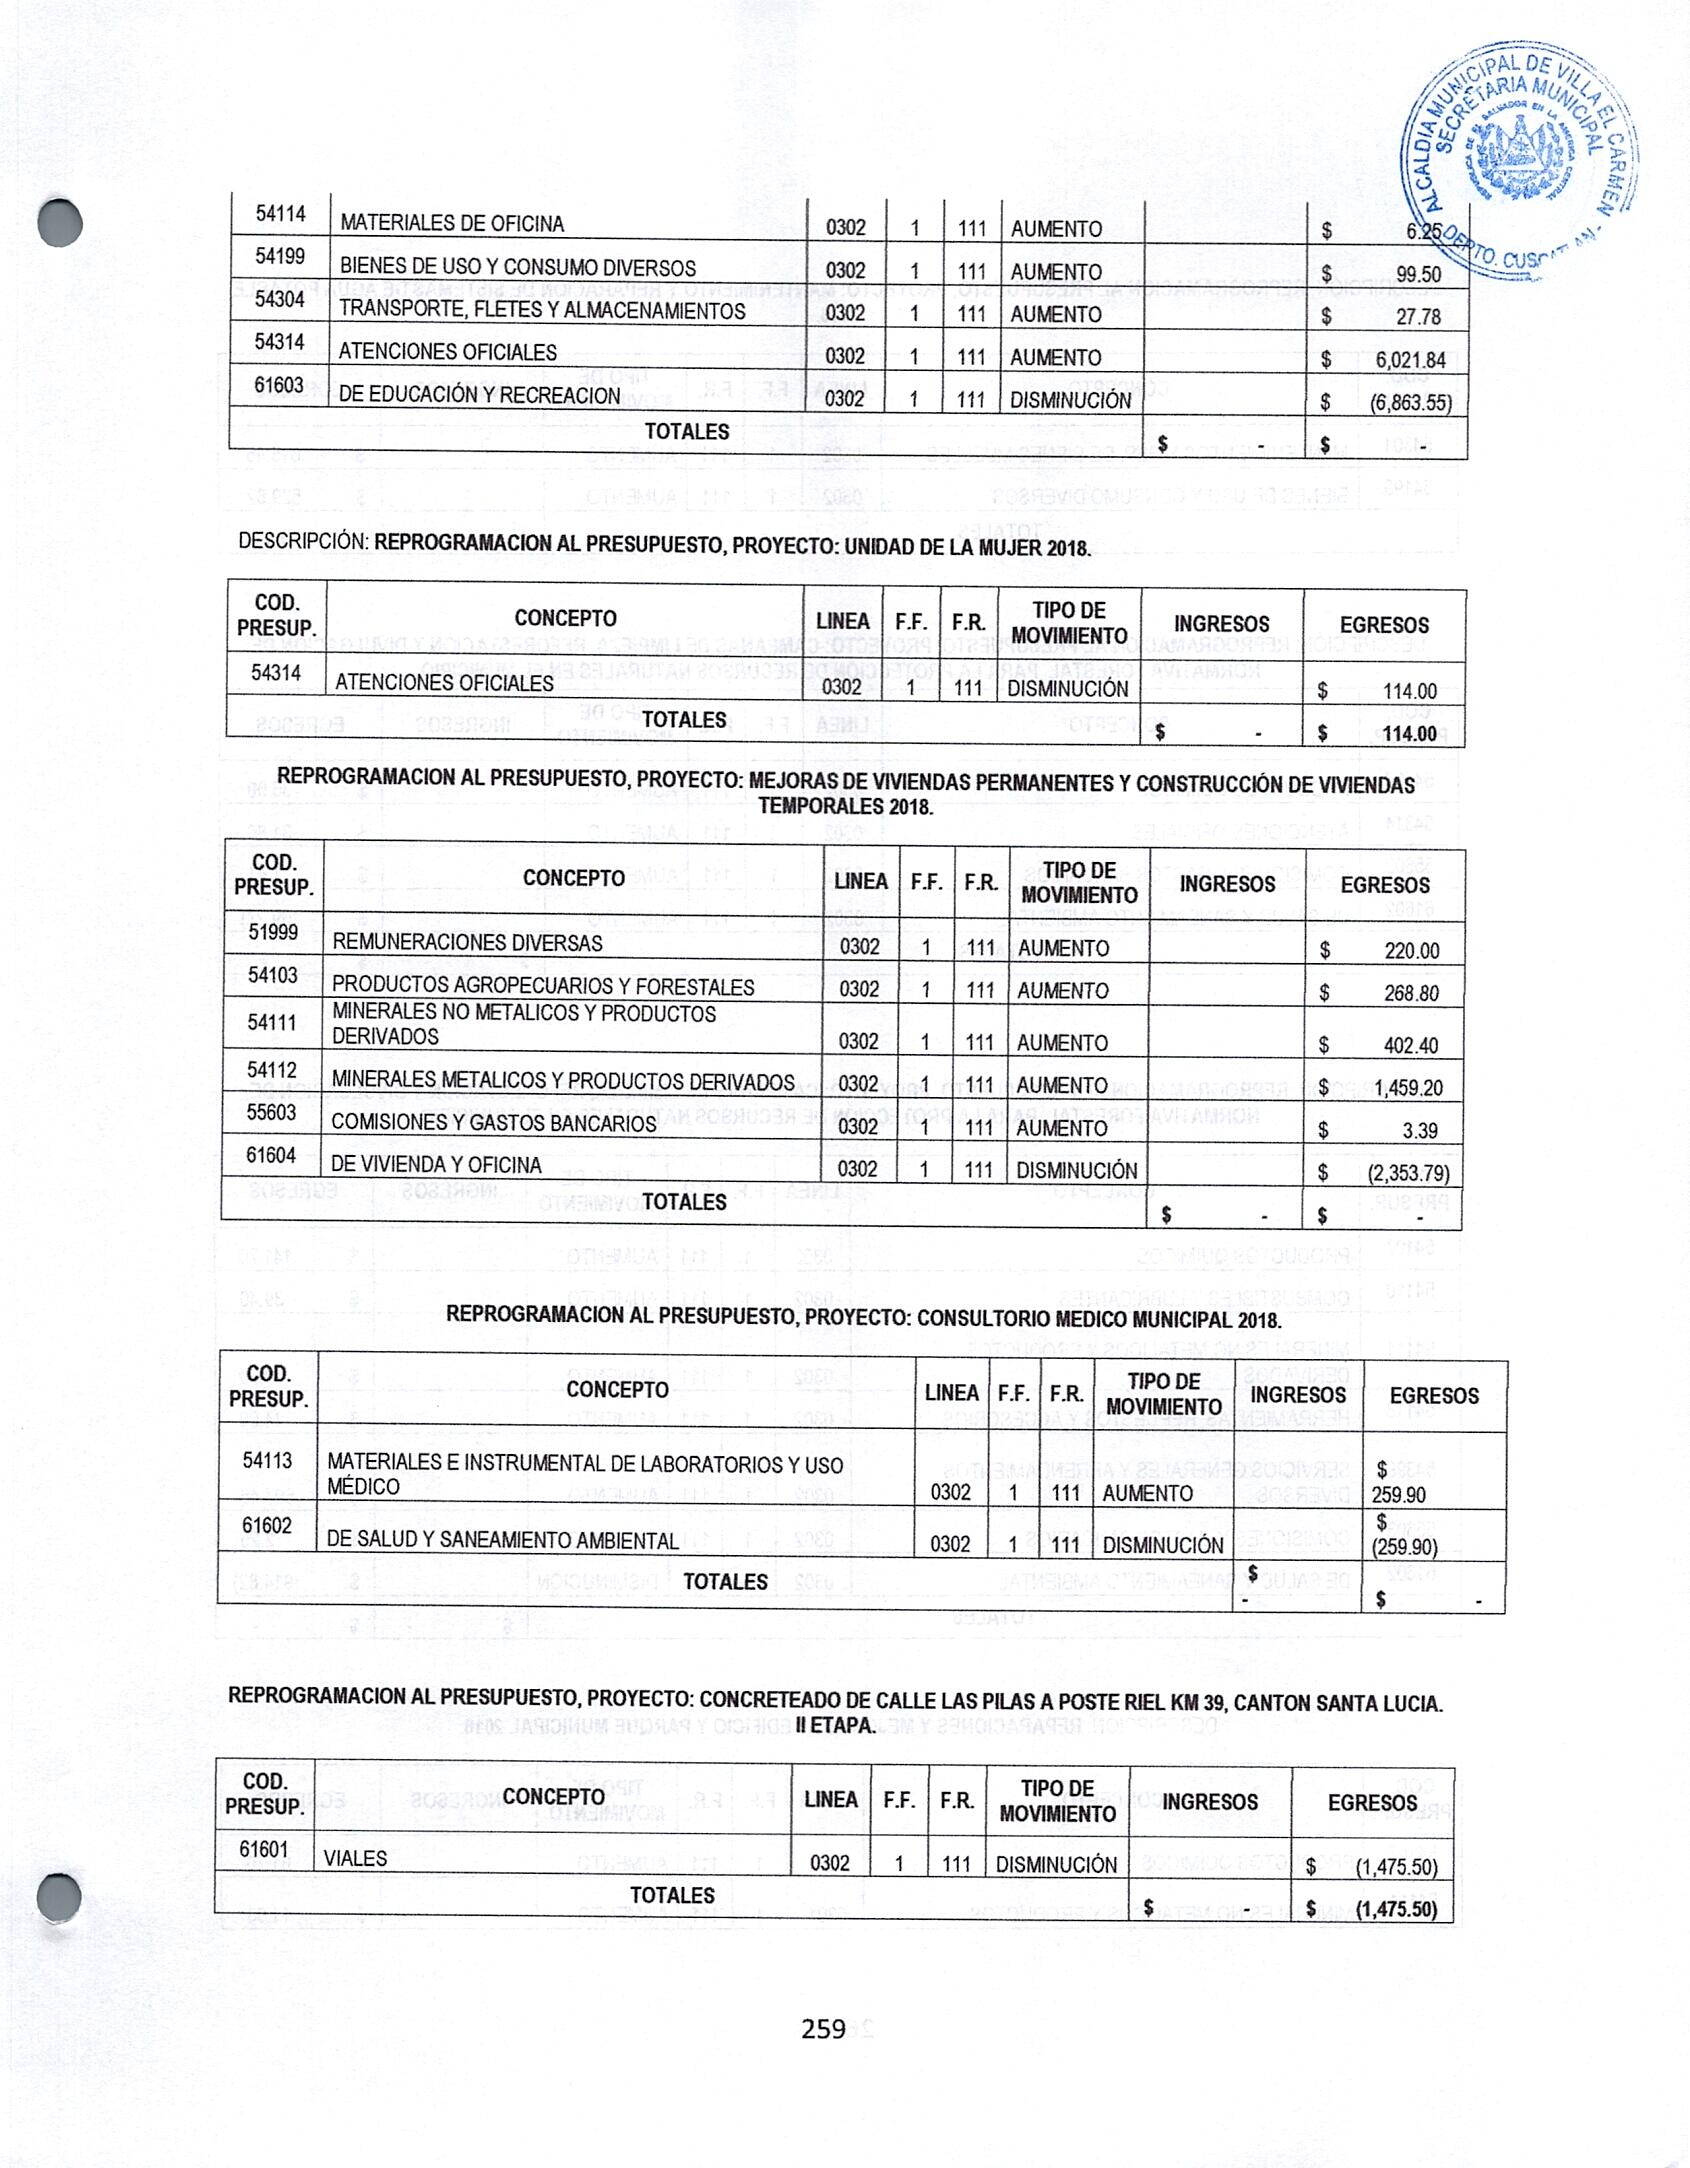 ALCALDIA MUNICIPAL DE VILLA EL CARMEN
SECRETARIA MUNICIPAL
REPUBLICA DE EL SALVADOR EN LA AMERICA CENTRAL
DEPTO.
54114 MATERIALES DE OFICINA 0302 1 111 AUMENTO $ 6.25
54199 BIENES DE USO Y CONSUMO DIVERSOS 0302 1 111 AUMENTO $ 99.50
54304 TRANSPORTE, FLETES Y ALMACENAMIENTOS 0302 1 111 AUMENTO $ 27.78
54314 ATENCIONES OFICIALES 0302 1 111 AUMENTO $ 6,021.84
61603 DE EDUCACIÓN Y RECREACION 0302 1 111 DISMINUCIÓN $ (6,863.55)
TOTALES $ - $ -
DESCRIPCIÓN: REPROGRAMACION AL PRESUPUESTO, PROYECTO: UNIDAD DE LA MUJER 2018.
COD. PRESUP. CONCEPTO LINEA F.F. F.R. TIPO DE MOVIMIENTO INGRESOS EGRESOS
54314 ATENCIONES OFICIALES 0302 1 111 DISMINUCIÓN $ 114.00
TOTALES $ - $ 114.00
REPROGRAMACION AL PRESUPUESTO, PROYECTO: MEJORAS DE VIVIENDAS PERMANENTES Y CONSTRUCCIÓN DE VIVIENDAS
TEMPORALES 2018.
COD. PRESUP. CONCEPTO LINEA F.F. F.R. TIPO DE MOVIMIENTO INGRESOS EGRESOS
51999 REMUNERACIONES DIVERSAS 0302 1 111 AUMENTO $ 220.00
54103 PRODUCTOS AGROPECUARIOS Y FORESTALES 0302 1 111 AUMENTO $ 268.80
54111 MINERALES NO METALICOS Y PRODUCTOS
DERIVADOS 0302 1 111 AUMENTO $ 402.40
54112 MINERALES METALICOS Y PRODUCTOS DERIVADOS 0302 1 111 AUMENTO $ 1,459.20
55603 COMISIONES Y GASTOS BANCARIOS 0302 1 111 AUMENTO $ 3.39
61604 DE VIVIENDA Y OFICINA 0302 1 111 DISMINUCIÓN $ (2,353.79)
TOTALES $ - $ -
REPROGRAMACION AL PRESUPUESTO, PROYECTO: CONSULTORIO MEDICO MUNICIPAL 2018.
COD. PRESUP. CONCEPTO LINEA F.F. F.R. TIPO DE MOVIMIENTO INGRESOS EGRESOS
54113 MATERIALES E INSTRUMENTAL DE LABORATORIOS Y USO $
MÉDICO 0302 1 111 AUMENTO 259.90
61602 $
DE SALUD Y SANEAMIENTO AMBIENTAL 0302 1 111 DISMINUCIÓN (259.90)
TOTALES $
- $ -
REPROGRAMACION AL PRESUPUESTO, PROYECTO: CONCRETEADO DE CALLE LAS PILAS A POSTE RIEL KM 39, CANTON SANTA LUCIA.
II ETAPA.
COD. PRESUP. CONCEPTO LINEA F.F. F.R. TIPO DE MOVIMIENTO INGRESOS EGRESOS
61601 VIALES 0302 1 111 DISMINUCIÓN $ (1,475.50)
TOTALES $ - $ (1,475.50)
259